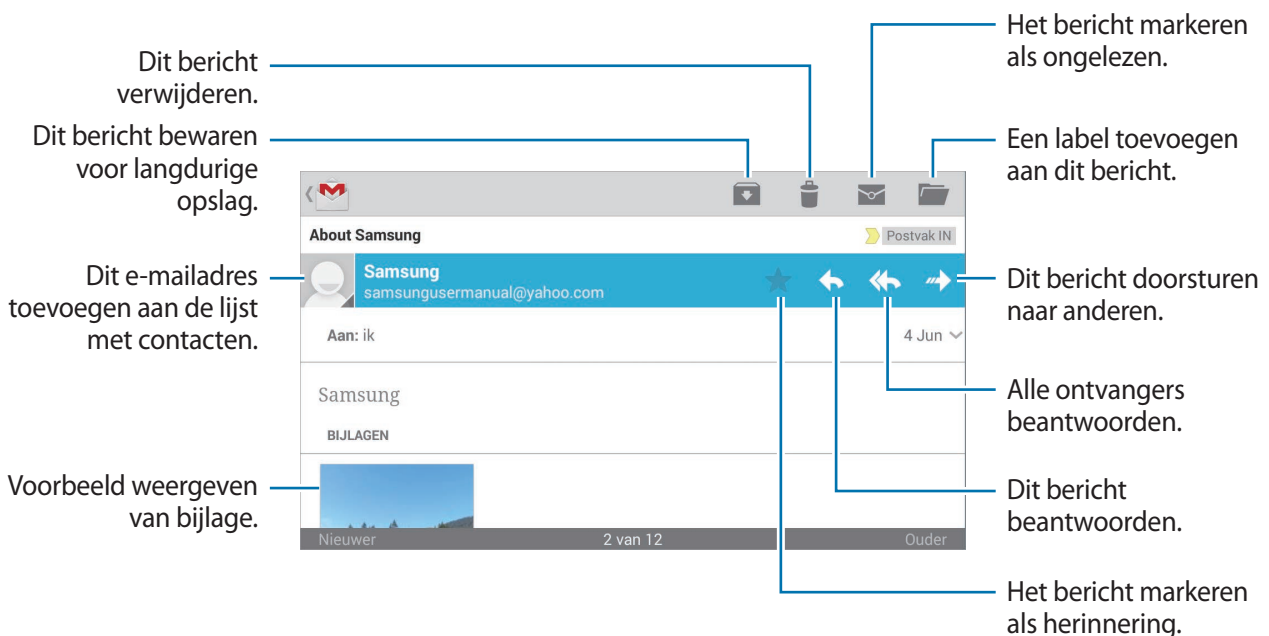 Het bericht markeren
als ongelezen.
Dit bericht
verwijderen.
Dit bericht bewaren
voor langdurige
opslag.
Een label toevoegen
aan dit bericht.
About Samsung
Postvak IN
Dit e-mailadres
toevoegen aan de lijst
met contacten.
Samsung
samsungusermanual@yahoo.com
Dit bericht doorsturen
naar anderen.
Aan: ik
4 Jun
Samsung
BIJLAGEN
Alle ontvangers
beantwoorden.
Voorbeeld weergeven
van bijlage.
Dit bericht
beantwoorden.
Nieuwer
2 van 12
Ouder
Het bericht markeren
als herinnering.